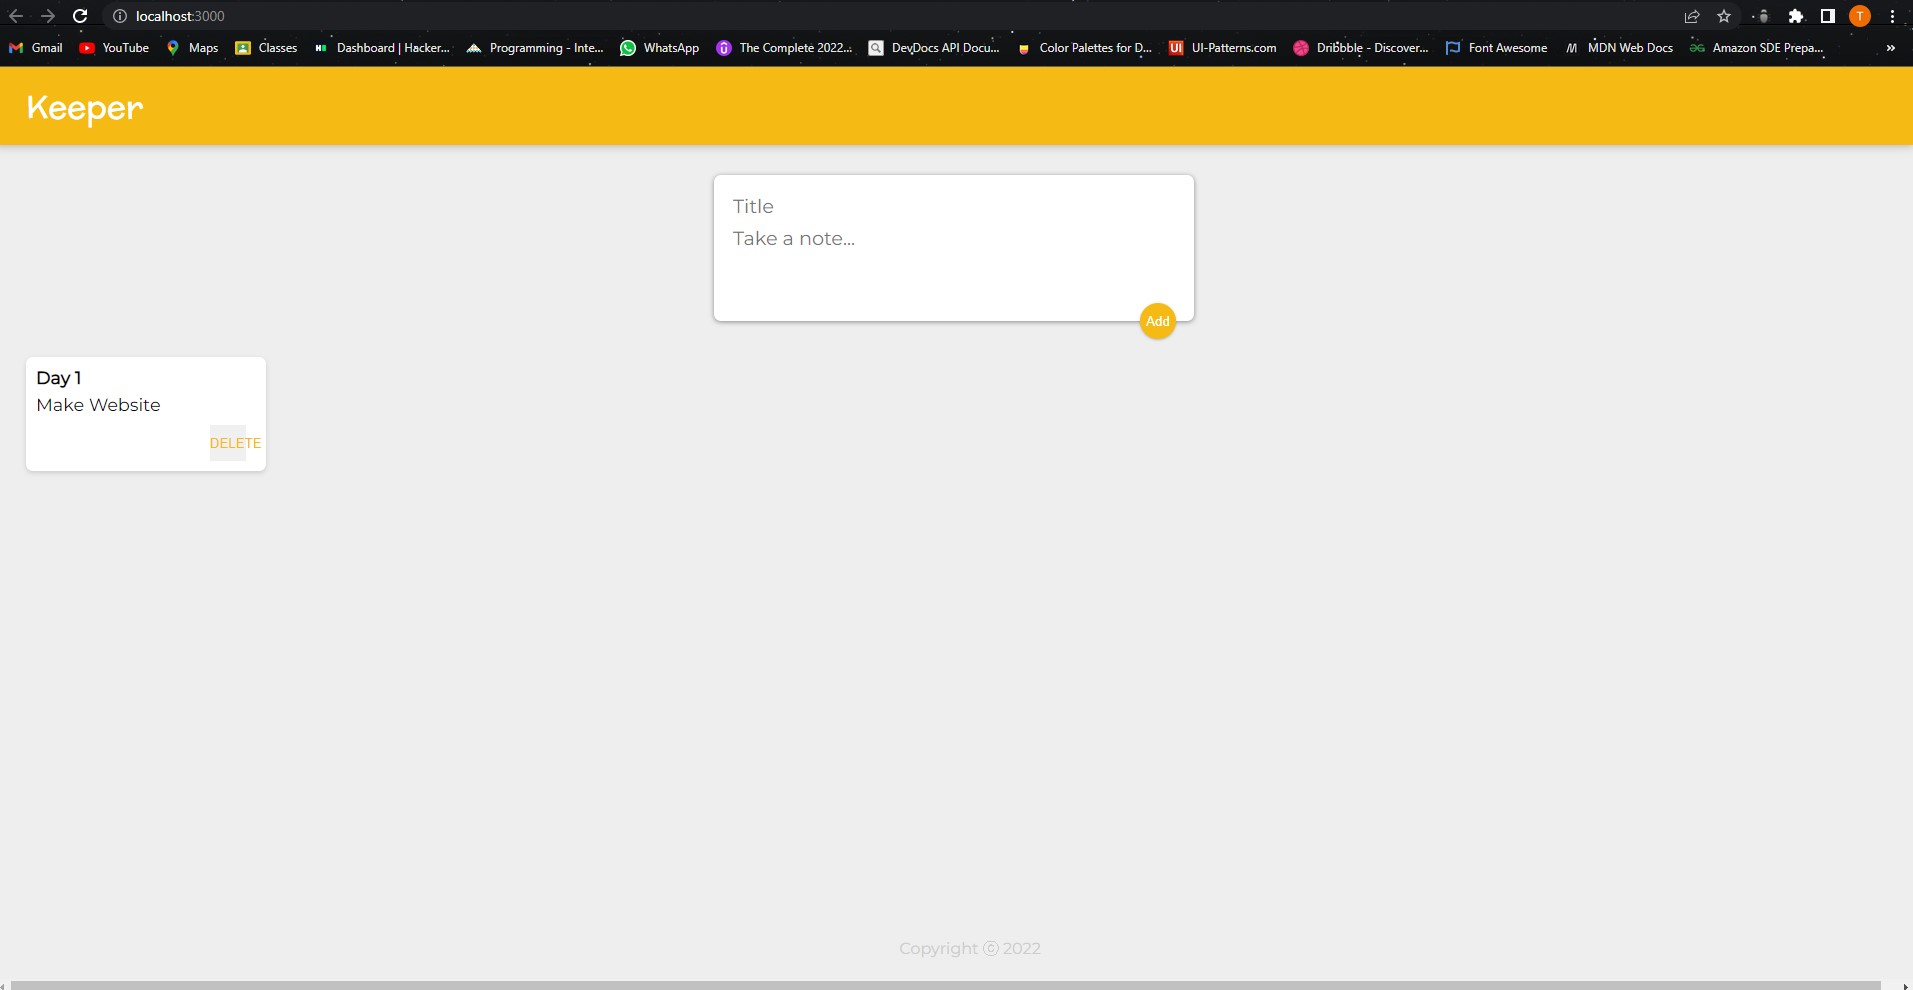 localhost:3000
T
Gmail YouTube Maps Classes Dashboard | Hacker... Programming - Inte... WhatsApp The Complete 2022... DevDocs API Docu... Color Palettes for D... UI UI-Patterns.com Dribbble - Discover... Font Awesome MDN Web Docs Amazon SDE Prepa... »
Keeper
Title
Take a note...
Add
Day 1
Make Website
DELETE
Copyright ⓒ 2022